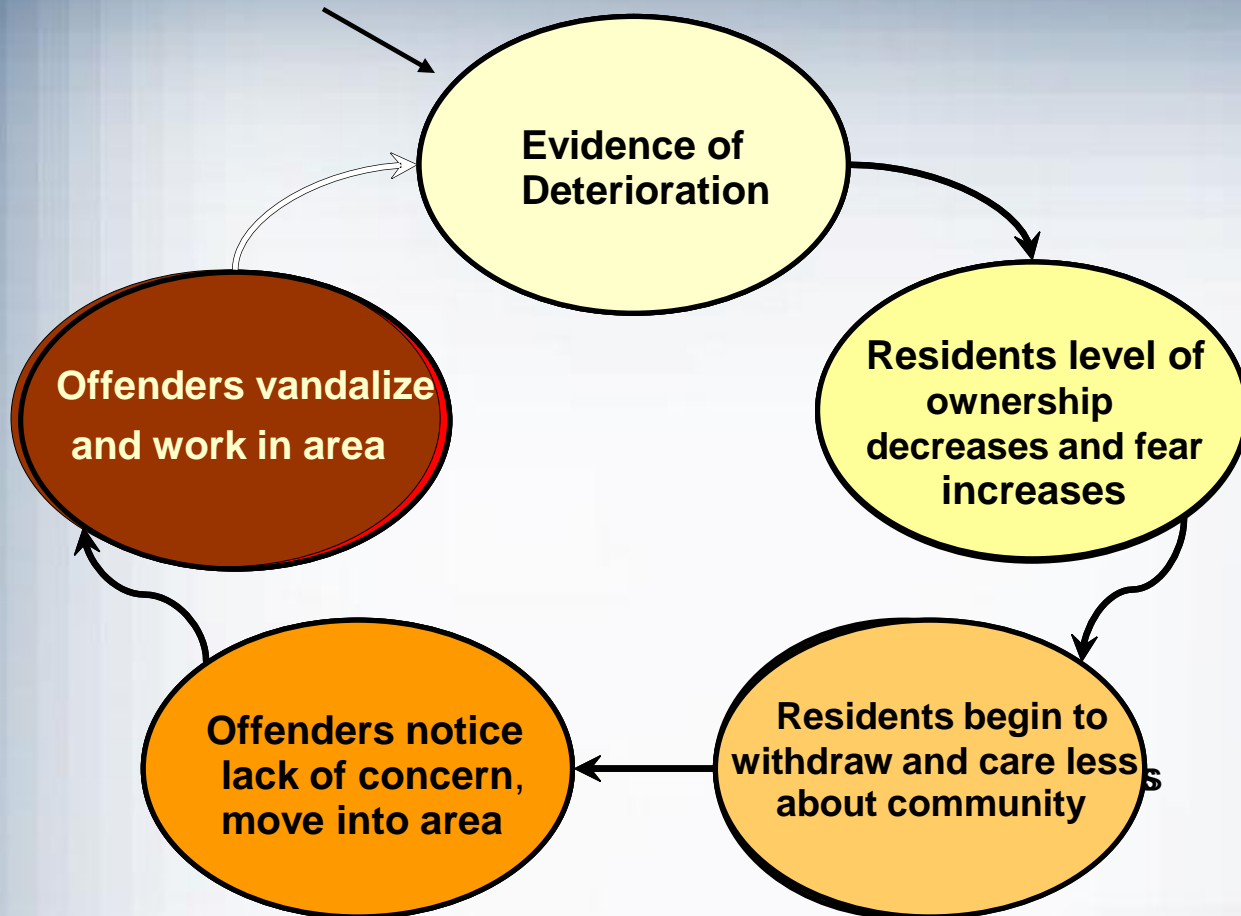 Evidence of
Deterioration
Residents level of
ownership
decreases and fear
increases
Residents begin to
withdraw and care less
about community
Offenders notice
lack of concern,
move into area
Offenders vandalize
and work in area